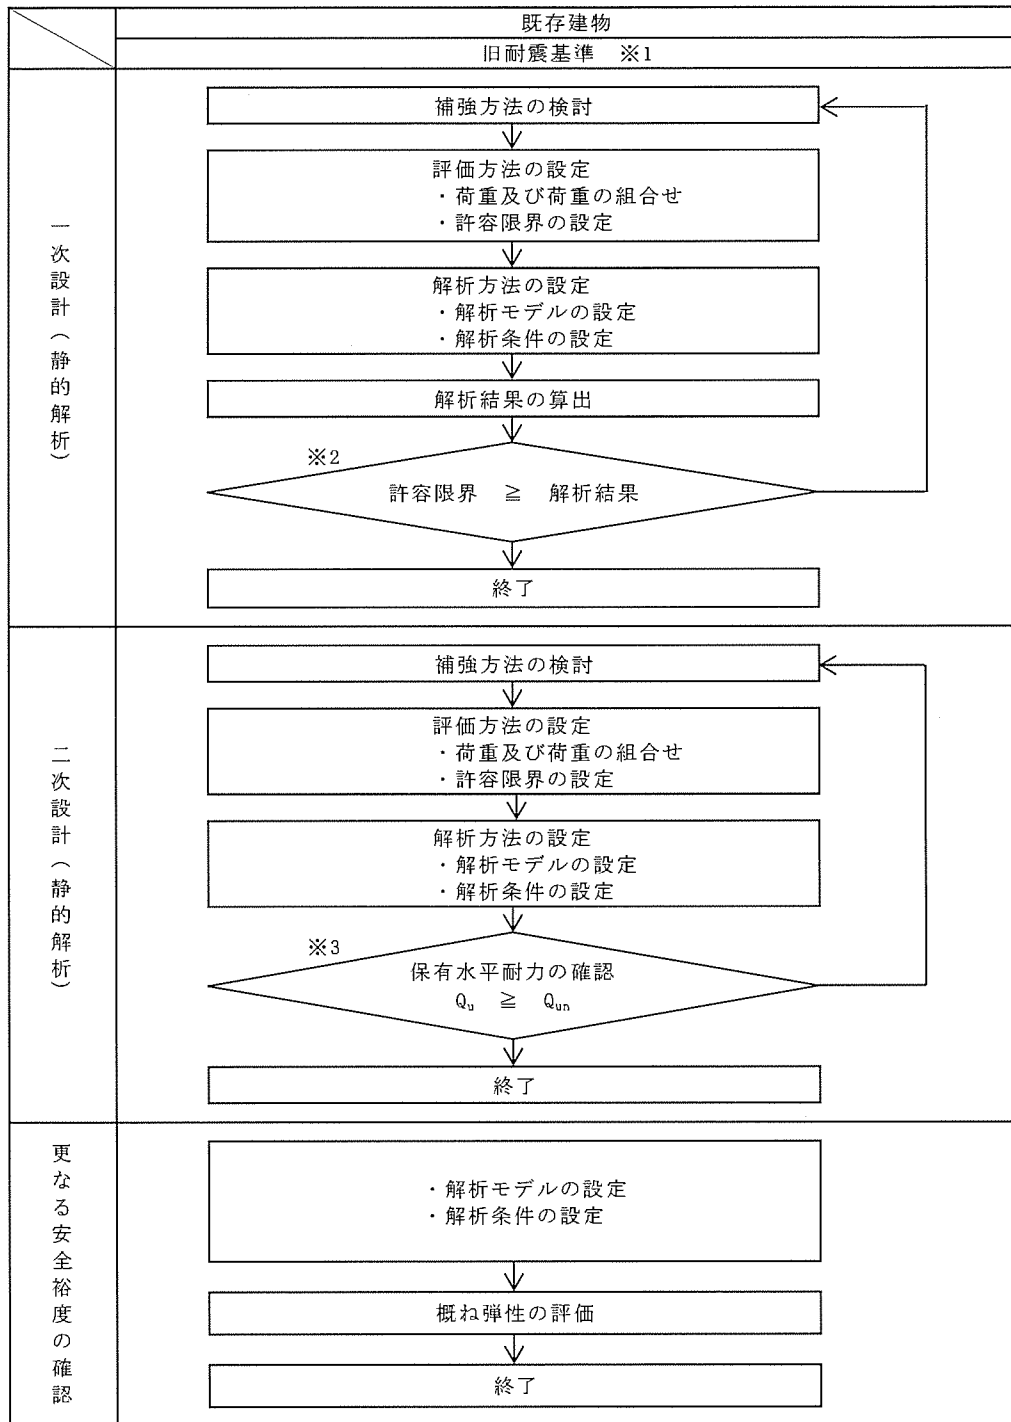 既存建物
旧耐震基準 ※1
一次設計(静的解析)
補強方法の検討
評価方法の設定
・荷重及び荷重の組合せ
・許容限界の設定
解析方法の設定
・解析モデルの設定
・解析条件の設定
解析結果の算出
※2
許容限界 ≧ 解析結果
終了
二次設計(静的解析)
補強方法の検討
評価方法の設定
・荷重及び荷重の組合せ
・許容限界の設定
解析方法の設定
・解析モデルの設定
・解析条件の設定
※3
保有水平耐力の確認
Qu ≧ Qun
終了
更なる安全裕度の確認
・解析モデルの設定
・解析条件の設定
概ね弾性の評価
終了